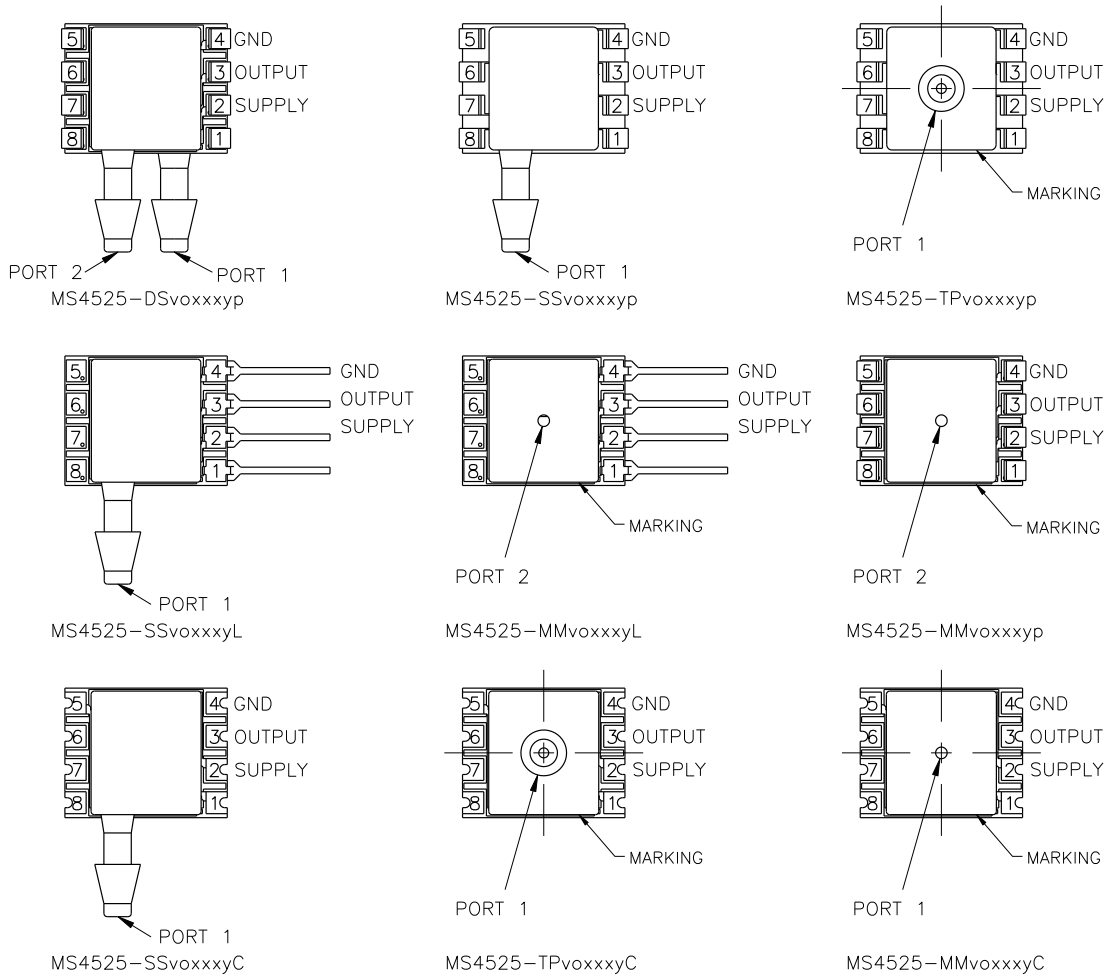 5 4 GND
6 3 OUTPUT
7 2 SUPPLY
8 1
PORT 2
PORT 1
MS4525-DSvoxxxyp
5 4 GND
6 3 OUTPUT
7 2 SUPPLY
8 1
PORT 1
MS4525-SSvoxxxyp
5 4 GND
6 3 OUTPUT
7 2 SUPPLY
8 1
MARKING
PORT 1
MS4525-TPvoxxxyp
5 4 GND
6 3 OUTPUT
7 2 SUPPLY
8 1
PORT 1
MS4525-SSvoxxxyL
5 4 GND
6 3 OUTPUT
7 2 SUPPLY
8 1
MARKING
PORT 2
MS4525-MMvoxxxyL
5 4 GND
6 3 OUTPUT
7 2 SUPPLY
8 1
MARKING
PORT 2
MS4525-MMvoxxxyp
5 4 GND
6 3 OUTPUT
7 2 SUPPLY
8 1
PORT 1
MS4525-SSvoxxxyC
5 4 GND
6 3 OUTPUT
7 2 SUPPLY
8 1
MARKING
PORT 1
MS4525-TPvoxxxyC
5 4 GND
6 3 OUTPUT
7 2 SUPPLY
8 1
MARKING
PORT 1
MS4525-MMvoxxxyC